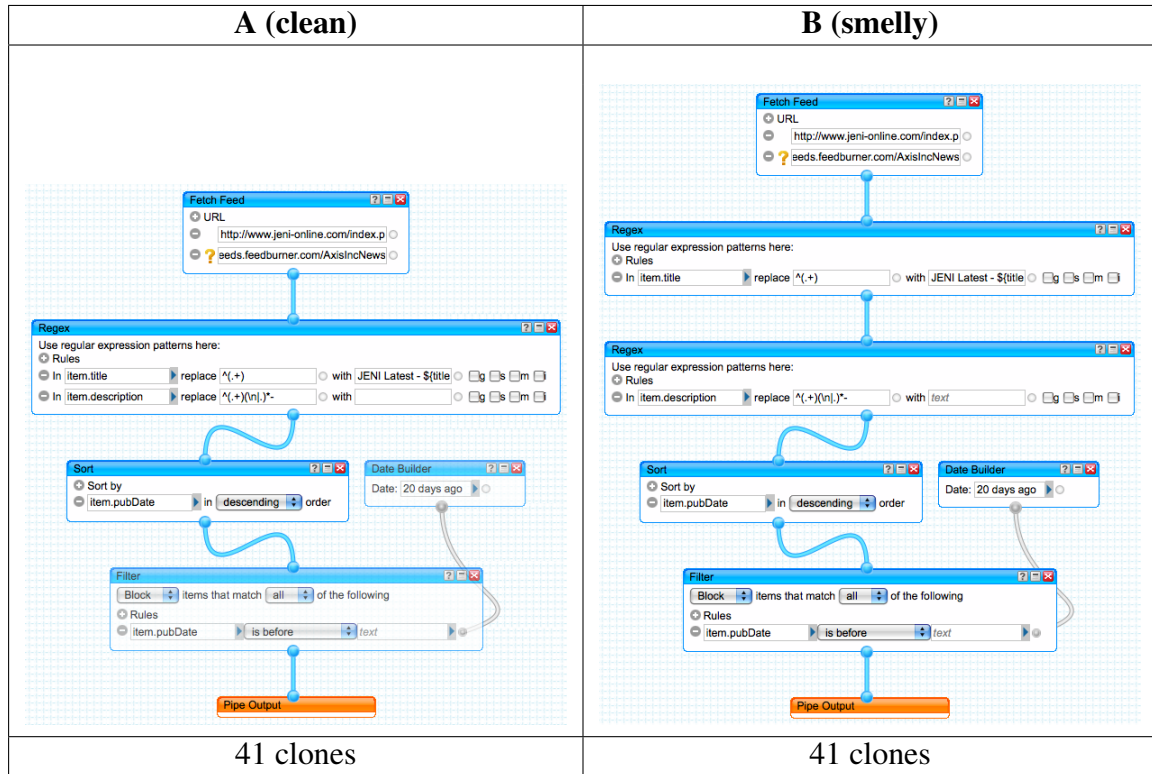 A (clean)
B (smelly)
Fetch Feed
URL
http://www.jeni-online.com/index.p
? eeds.feedburner.com/AxisIncNews
Regex
Use regular expression patterns here:
Rules
In item.title replace ^(.+) with JENI Latest - ${title g s m i
In item.description replace ^(.+)(\n|.)*- with g s m i
Sort
Sort by
item.pubDate in descending order
Date Builder
Date: 20 days ago
Filter
Block items that match all of the following
Rules
item.pubDate is before text
Pipe Output
Fetch Feed
URL
http://www.jeni-online.com/index.p
? eeds.feedburner.com/AxisIncNews
Regex
Use regular expression patterns here:
Rules
In item.title replace ^(.+) with JENI Latest - ${title g s m i
Regex
Use regular expression patterns here:
Rules
In item.description replace ^(.+)(\n|.)*- with text g s m i
Sort
Sort by
item.pubDate in descending order
Date Builder
Date: 20 days ago
Filter
Block items that match all of the following
Rules
item.pubDate is before text
Pipe Output
41 clones
41 clones